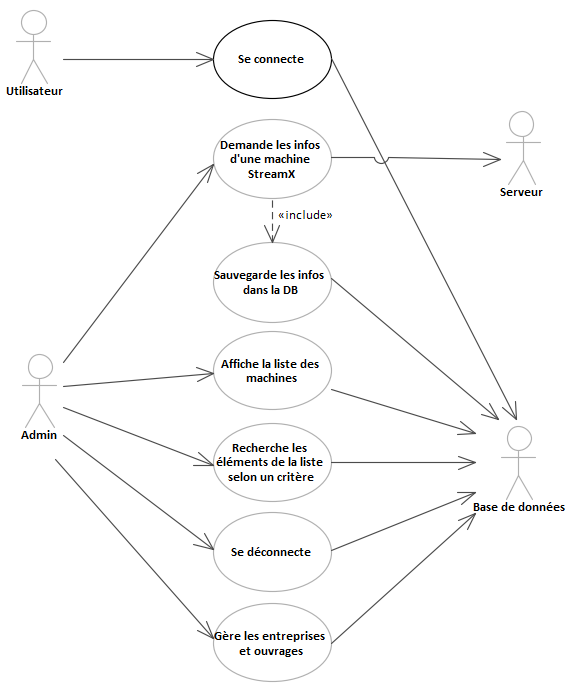 Utilisateur
Se connecte
Demande les infos
d'une machine
StreamX
Serveur
«include»
Sauvegarde les infos
dans la DB
Affiche la liste des
machines
Admin
Recherche les
éléments de la liste
selon un critère
Base de données
Se déconnecte
Gère les entreprises
et ouvrages